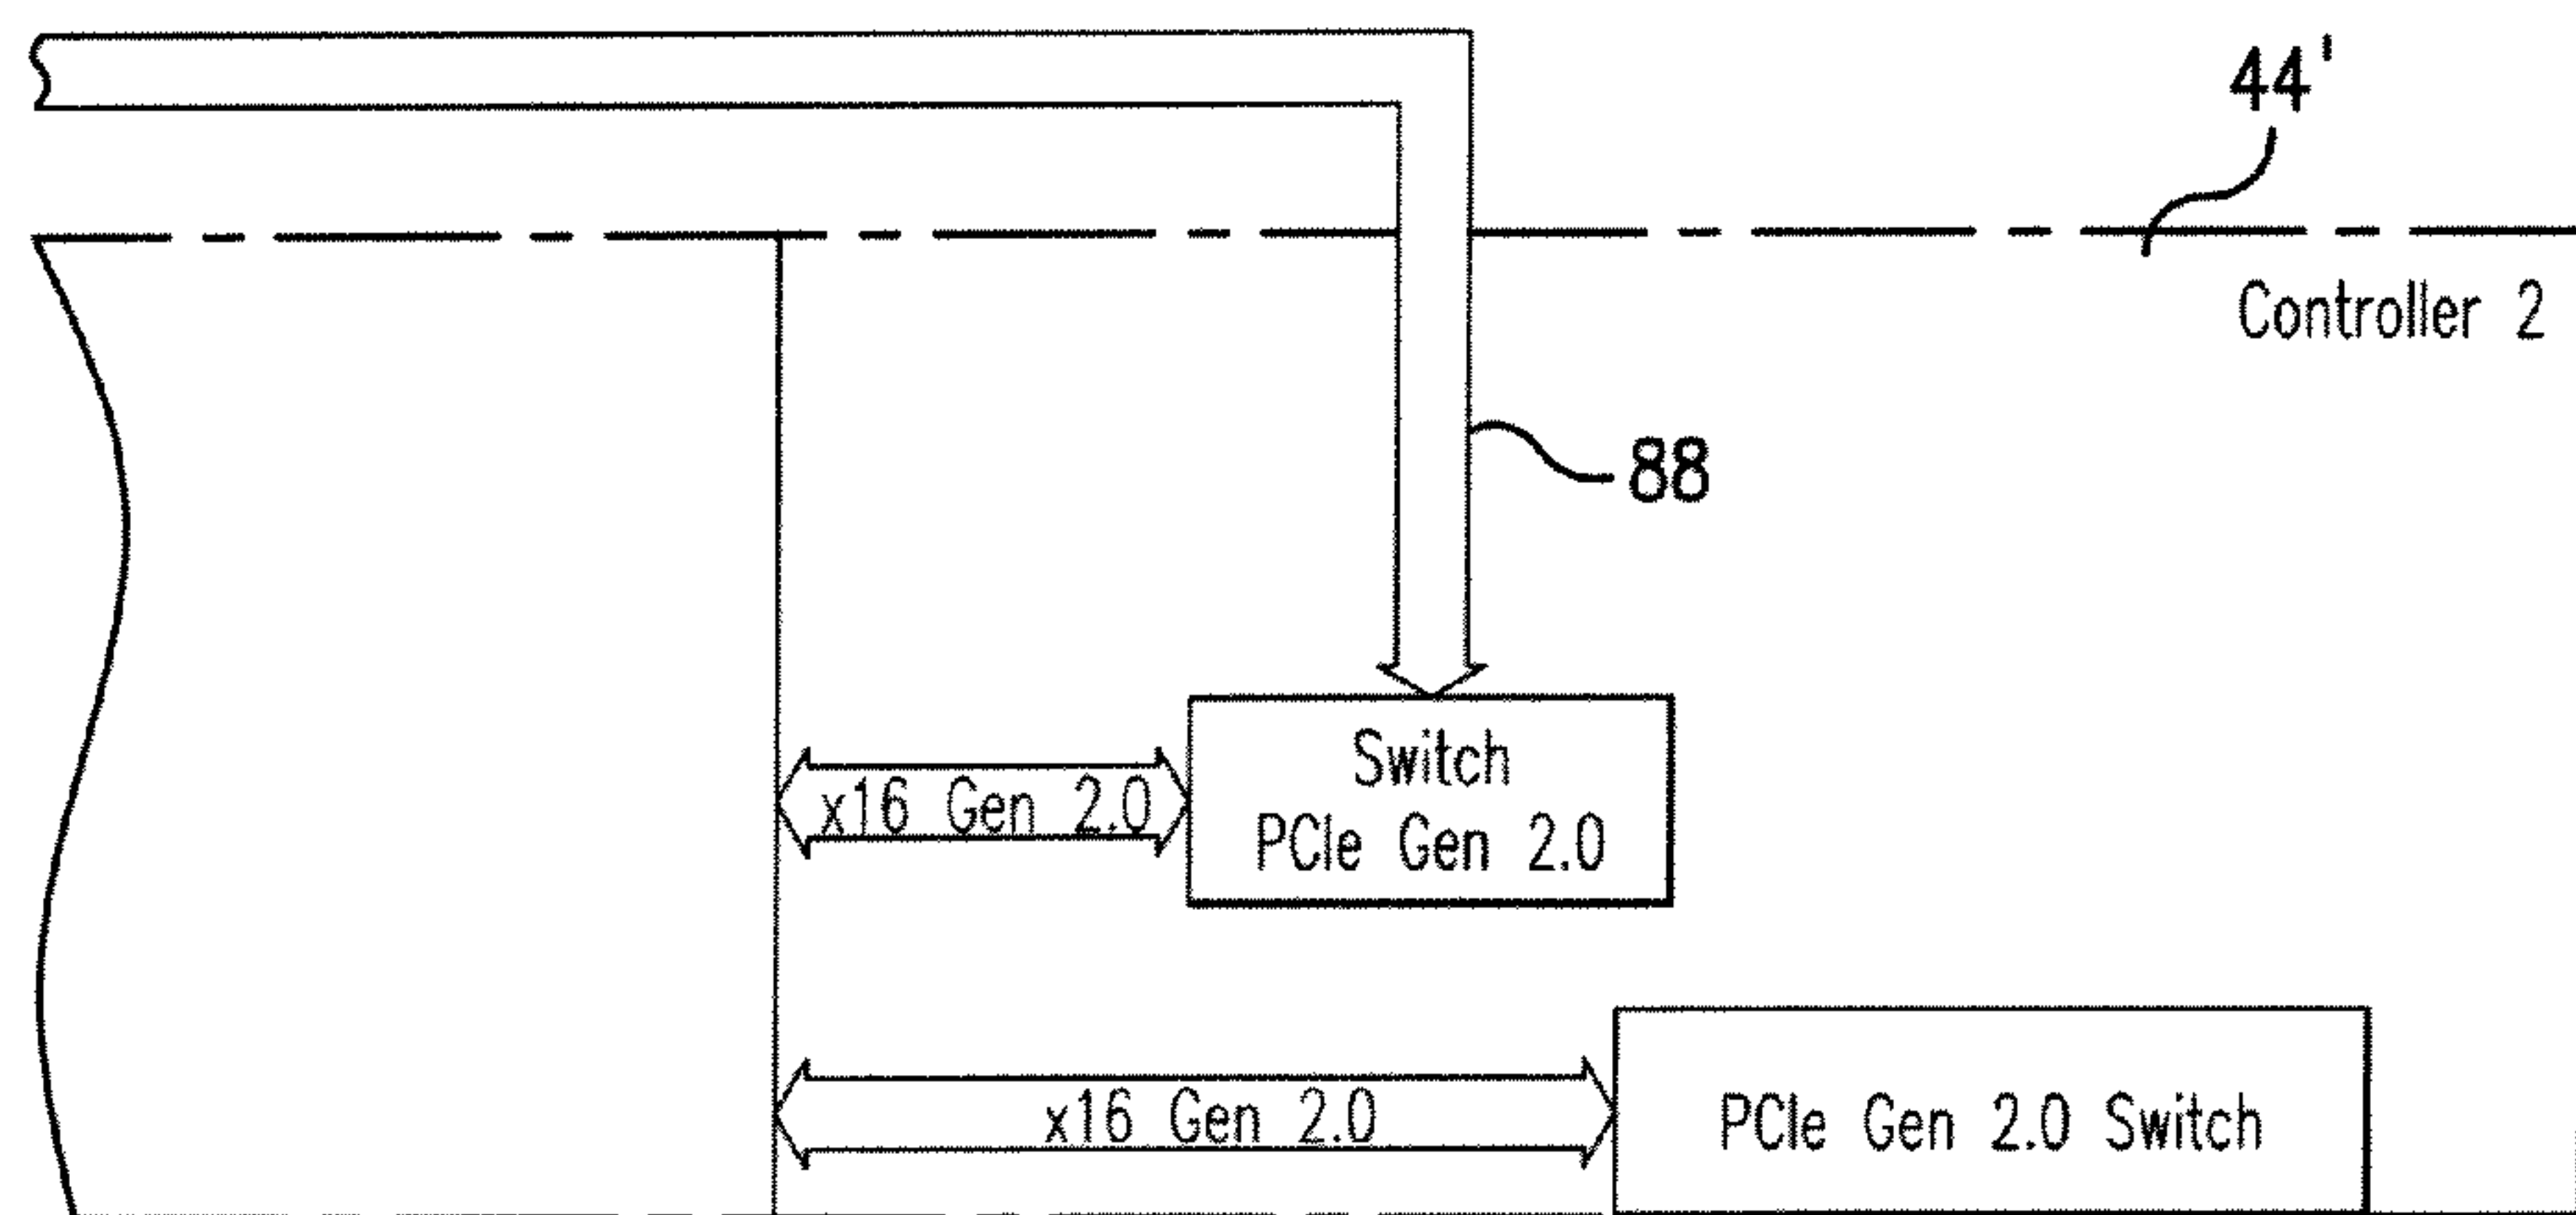 44'
Controller 2
88
Switch
PCIe Gen 2.0
x16 Gen 2.0
x16 Gen 2.0
PCIe Gen 2.0 Switch